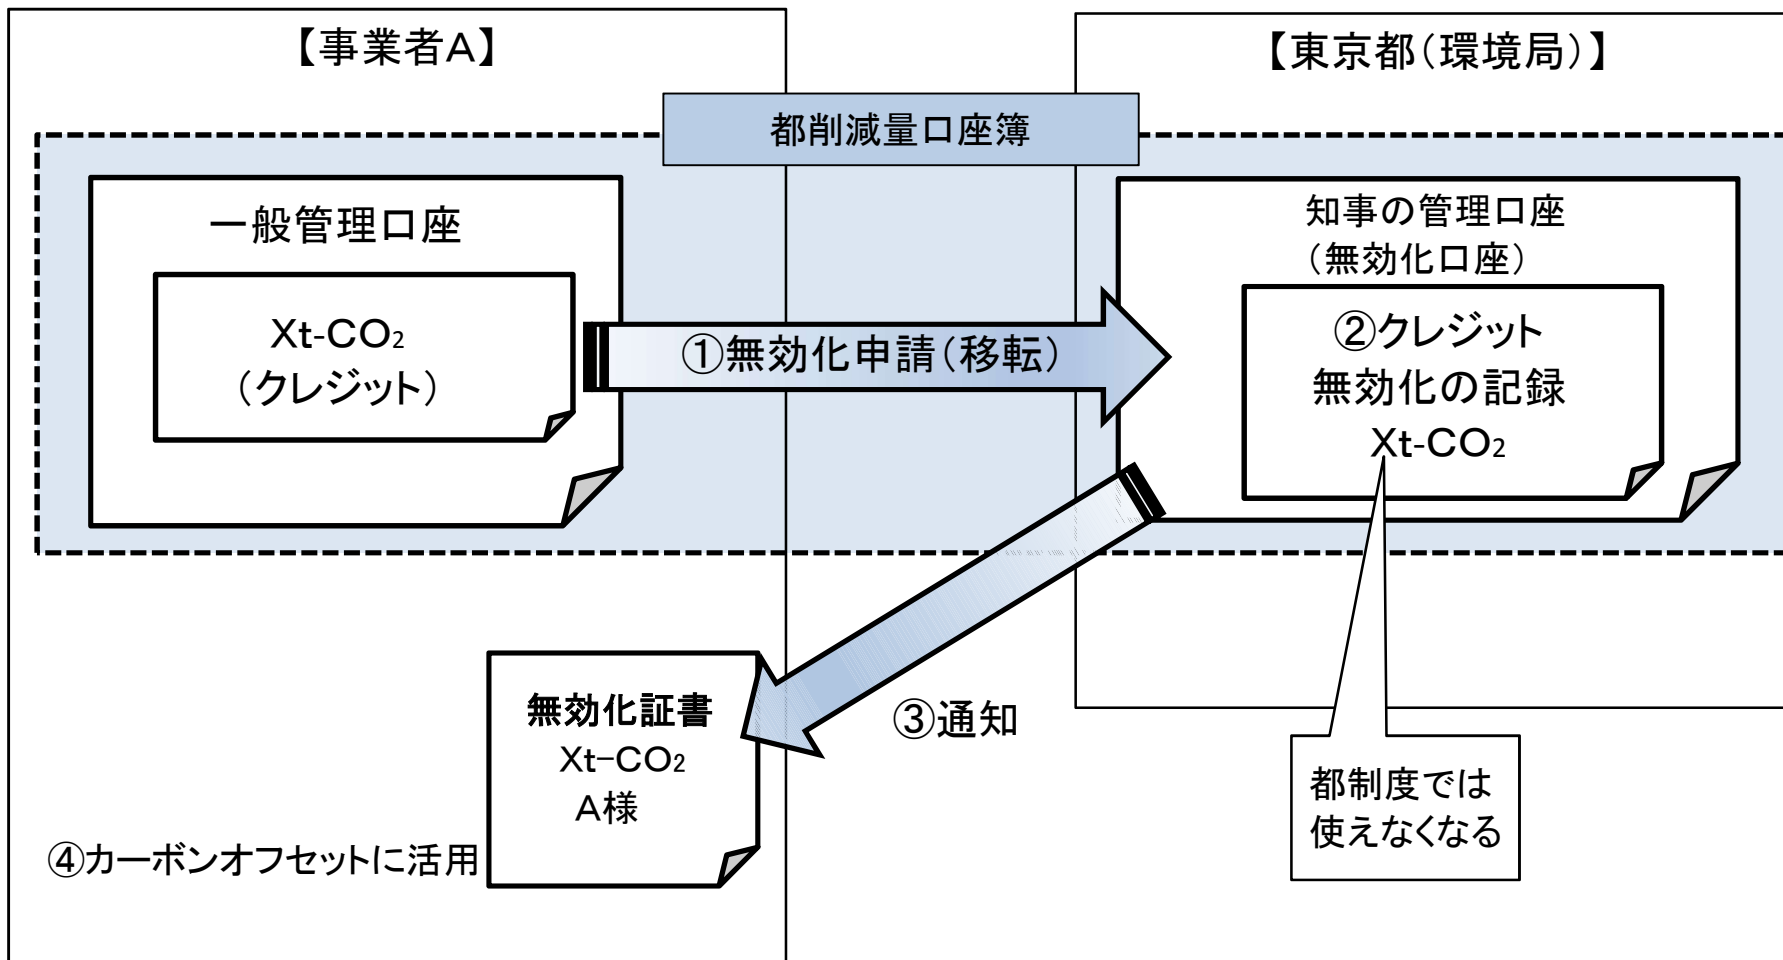 【事業者A】
【東京都(環境局)】
都削減量口座簿
一般管理口座
Xt-CO₂
(クレジット)
①無効化申請(移転)
知事の管理口座
(無効化口座)
②クレジット
無効化の記録
Xt-CO₂
③通知
無効化証書
Xt-CO₂
A様
④カーボンオフセットに活用
都制度では
使えなくなる